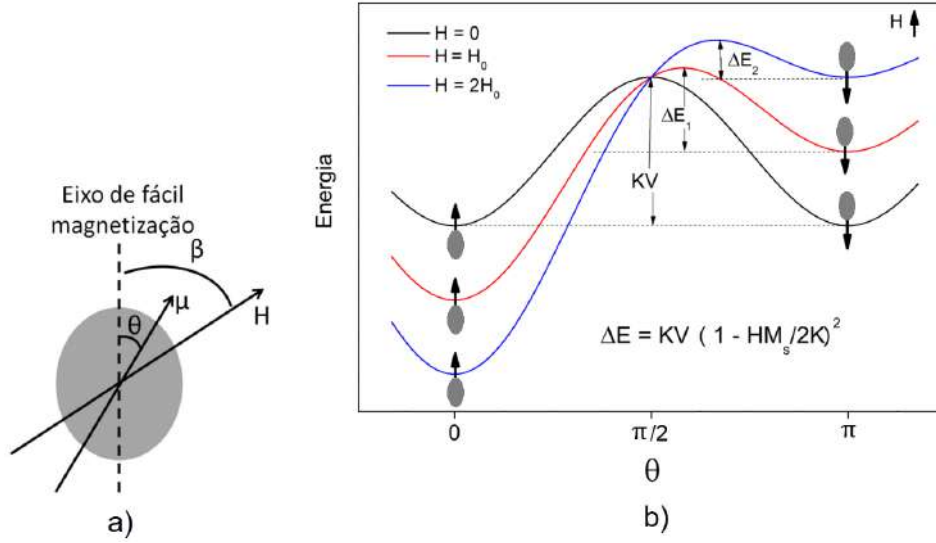 Eixo de fácil
magnetização
β
μ
θ
H
a)
Energia
H = 0
H = H₀
H = 2H₀
H
ΔE₂
ΔE₁
KV
ΔE = KV ( 1 - HMₛ/2K)²
0
π/2
π
θ
b)